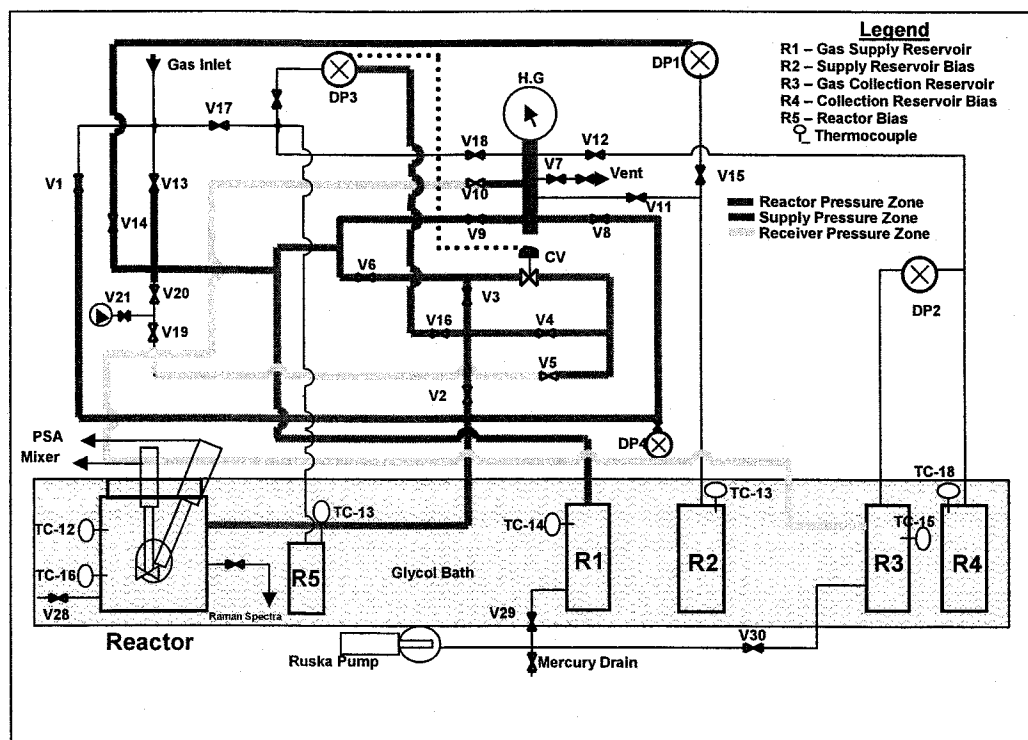 Legend
R1 – Gas Supply Reservoir
R2 – Supply Reservoir Bias
R3 – Gas Collection Reservoir
R4 – Collection Reservoir Bias
R5 – Reactor Bias
Thermocouple
Gas Inlet
DP3
H.G
DP1
V17
V18
V12
V1
V13
V7
Vent
V15
V10
V11
Reactor Pressure Zone
Supply Pressure Zone
Receiver Pressure Zone
V14
V9
V8
CV
V6
V20
V3
V21
V19
V16
V4
DP2
V5
V2
PSA
Mixer
DP4
TC-18
TC-13
TC-13
TC-12
TC-14
TC-15
R1
R2
R3
R4
R5
TC-16
Glycol Bath
V28
Raman Spectra
V29
Reactor
V30
Ruska Pump
Mercury Drain